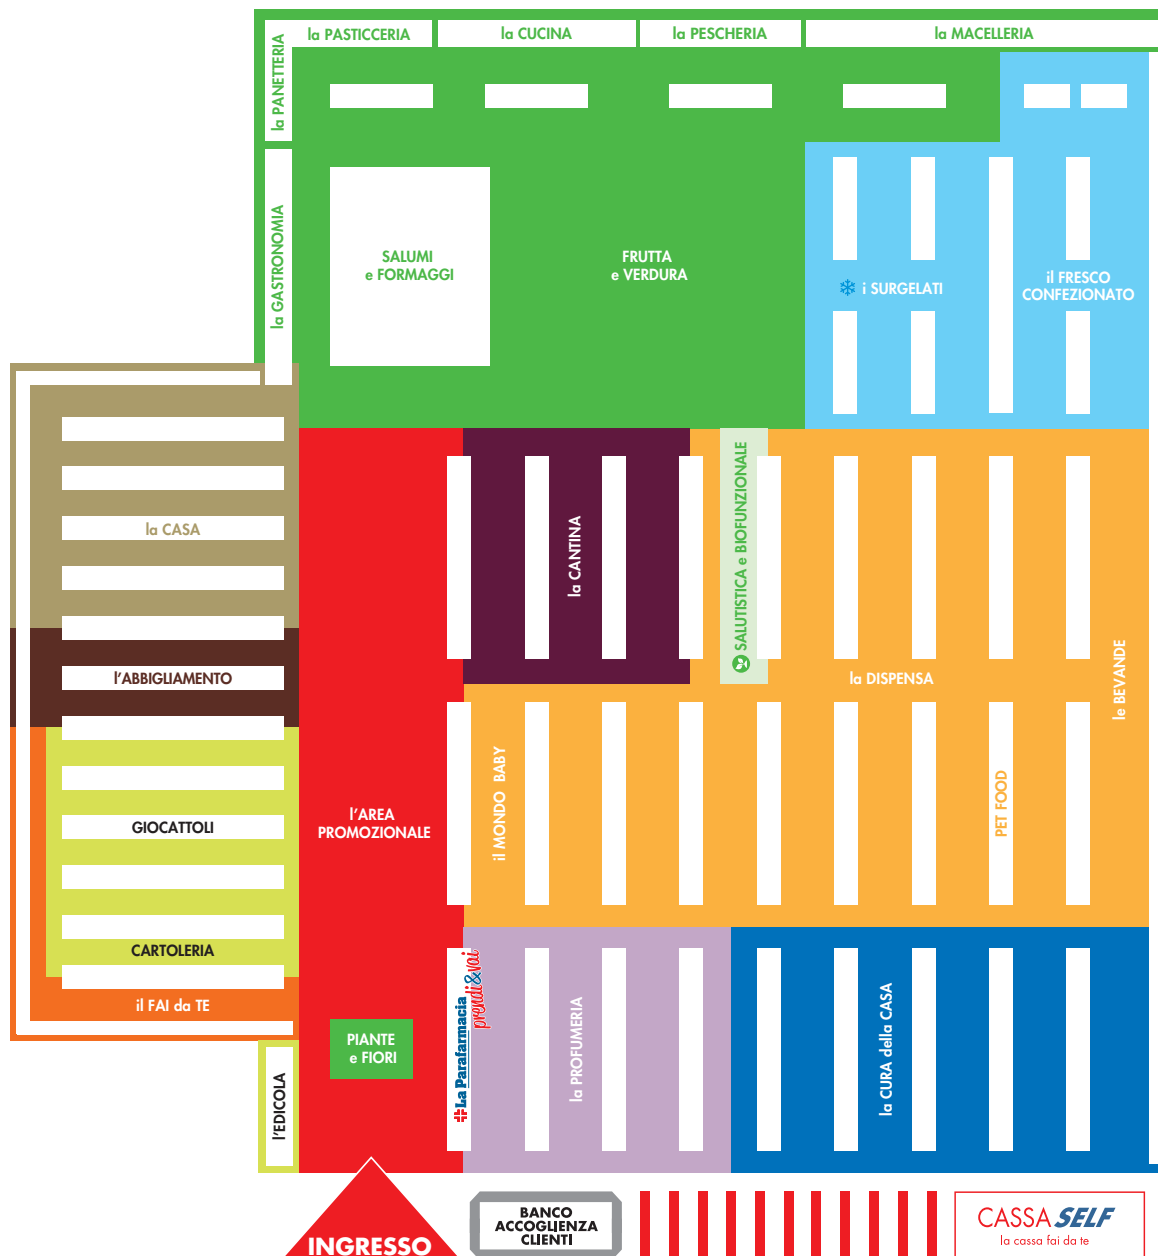 la PASTICCERIA
la CUCINA
la PESCHERIA
la MACELLERIA
la PANETTERIA
la GASTRONOMIA
SALUMI
e FORMAGGI
FRUTTA
e VERDURA
i SURGELATI
il FRESCO
CONFEZIONATO
la CASA
l'ABBIGLIAMENTO
GIOCATTOLI
CARTOLERIA
il FAI da TE
l'EDICOLA
l'AREA
PROMOZIONALE
PIANTE
e FIORI
la CANTINA
SALUTISTICA e BIOFUNZIONALE
la DISPENSA
le BEVANDE
il MONDO BABY
PET FOOD
La Parafarmacia
prendi&vai
la PROFUMERIA
la CURA della CASA
INGRESSO
BANCO
ACCOGLIENZA
CLIENTI
CASSA SELF
la cassa fai da te